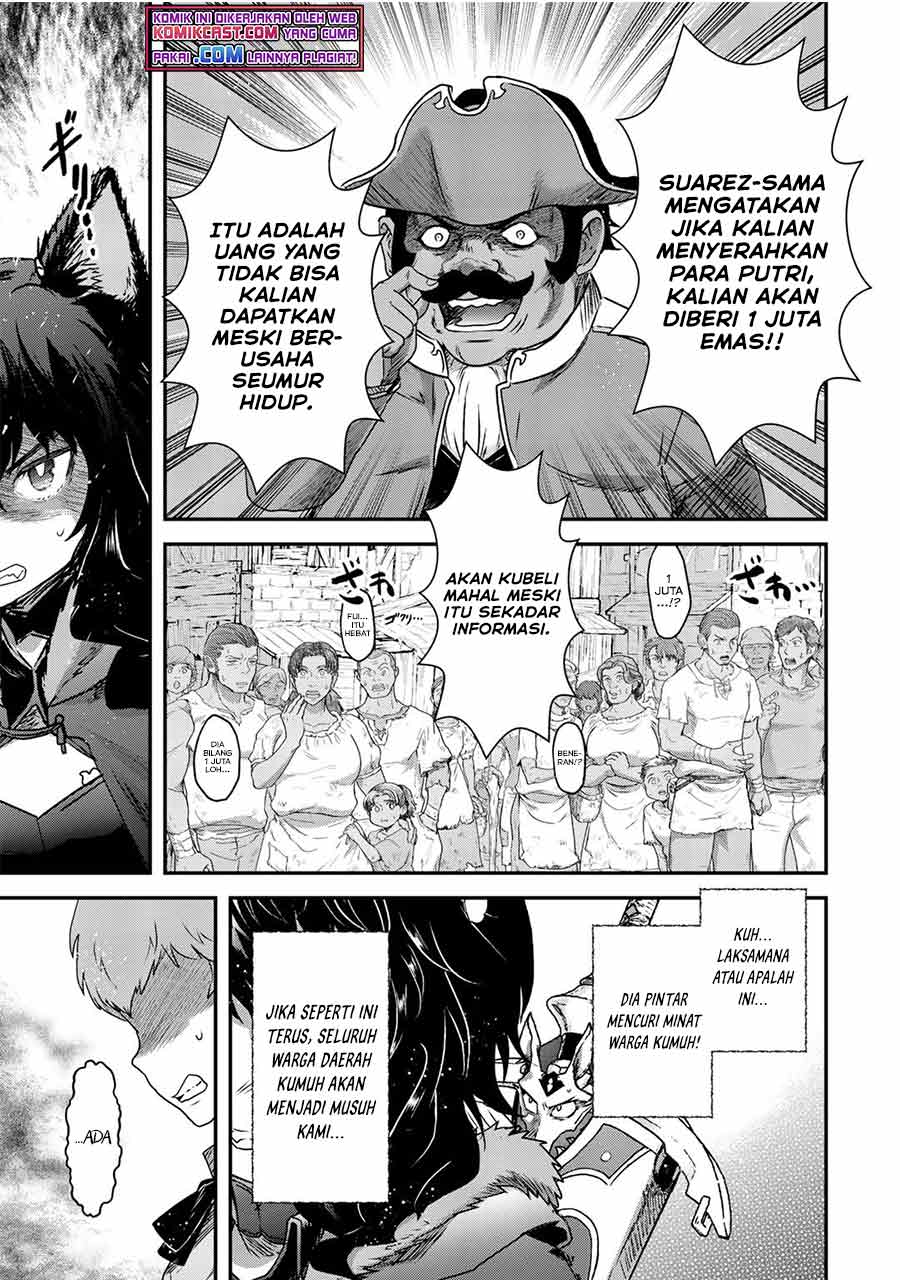 KOMIK INI DIKERJAKAN OLEH WEB
KOMIKCAST.COM YANG CUMA
PAKAI .COM LAINNYA PLAGIAT!
SUAREZ-SAMA
MENGATAKAN
JIKA KALIAN
MENYERAHKAN
PARA PUTRI,
KALIAN AKAN
DIBERI 1 JUTA
EMAS!!
ITU ADALAH
UANG YANG
TIDAK BISA
KALIAN
DAPATKAN
MESKI BER-
USAHA
SEUMUR
HIDUP.
ギ…
AKAN KUBELI
MAHAL MESKI
ITU SEKADAR
INFORMASI.
1
JUTA
...!?
ざわ
BENE-
RAN!?
ざわ
ゴクリ…
FUI...
ITU
HEBAT
DIA
BILANG
1 JUTA
LOH...
KUH...
LAKSAMANA
ATAU APALAH
INI...
DIA PINTAR
MENCURI MINAT
WARGA KUMUH!
JIKA SEPERTI INI
TERUS, SELURUH
WARGA DAERAH
KUMUH AKAN
MENJADI MUSUH
KAMI...
...ADA